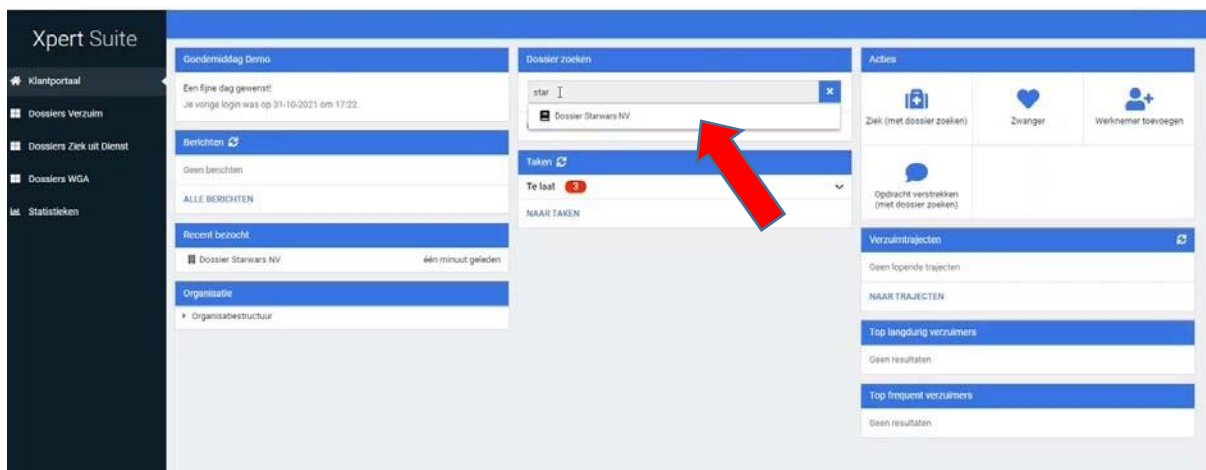 Xpert Suite
Klantportaal
Dossiers Verzuim
Dossiers Ziek uit Dienst
Dossiers WGA
Statistieken
Goedemiddag Demo
Een fijne dag gewenst!
Je vorige login was op 31-10-2021 om 17:22.
Berichten
Geen berichten
ALLE BERICHTEN
Recent bezocht
Dossier Starwars NV één minuut geleden
Organisatie
Organisatiestructuur
Dossier zoeken
star
Dossier Starwars NV
Taken
Te laat 3
NAAR TAKEN
Acties
Ziek (met dossier zoeken)
Zwanger
Werknemer toevoegen
Opdracht verstrekken
(met dossier zoeken)
Verzuimtrajecten
Geen lopende trajecten
NAAR TRAJECTEN
Top langdurig verzuimers
Geen resultaten
Top frequent verzuimers
Geen resultaten